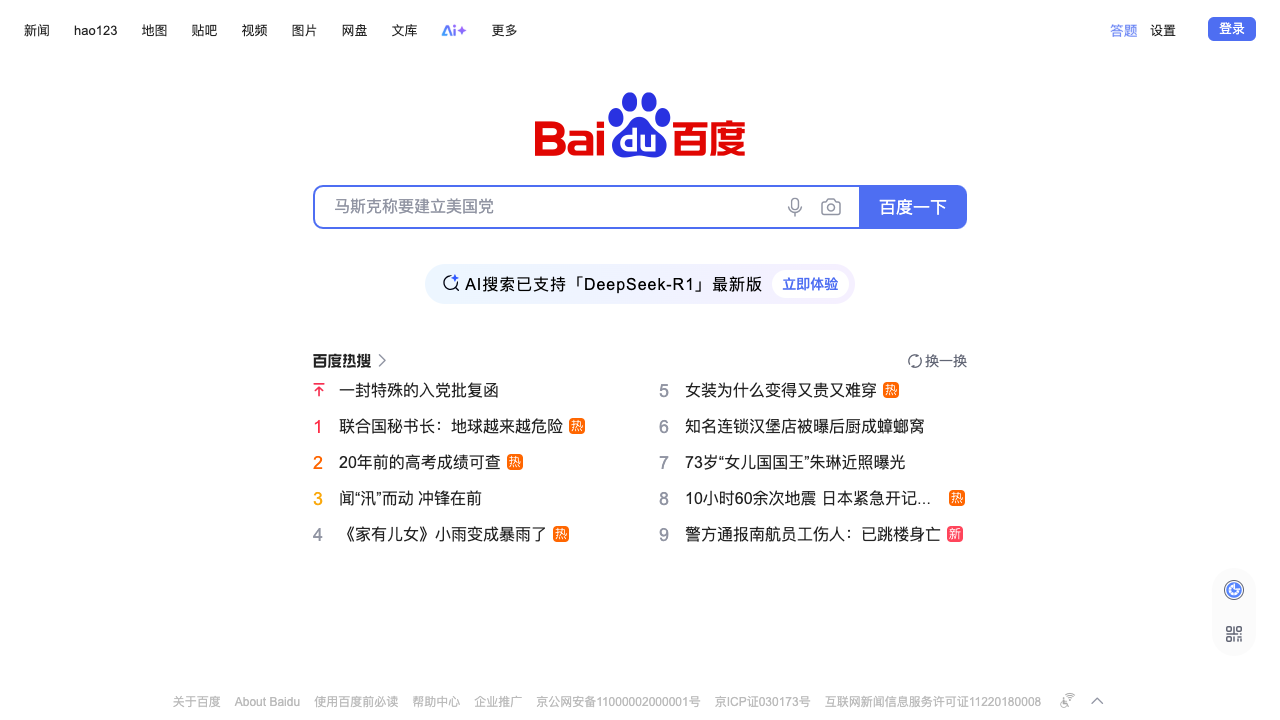 新闻 hao123 地图 贴吧 视频 图片 网盘 文库 Ai+ 更多 答题 设置 登录
Bai du 百度
马斯克称要建立美国党 百度一下
AI搜索已支持「DeepSeek-R1」最新版 立即体验
百度热搜 换一换
一封特殊的入党批复函
1 联合国秘书长：地球越来越危险 热
2 20年前的高考成绩可查 热
3 闻“汛”而动 冲锋在前
4 《家有儿女》小雨变成暴雨了 热
5 女装为什么变得又贵又难穿 热
6 知名连锁汉堡店被曝后厨成蟑螂窝
7 73岁“女儿国国王”朱琳近照曝光
8 10小时60余次地震 日本紧急开记... 热
9 警方通报南航员工伤人：已跳楼身亡 新
关于百度 About Baidu 使用百度前必读 帮助中心 企业推广 京公网安备11000002000001号 京ICP证030173号 互联网新闻信息服务许可证11220180008